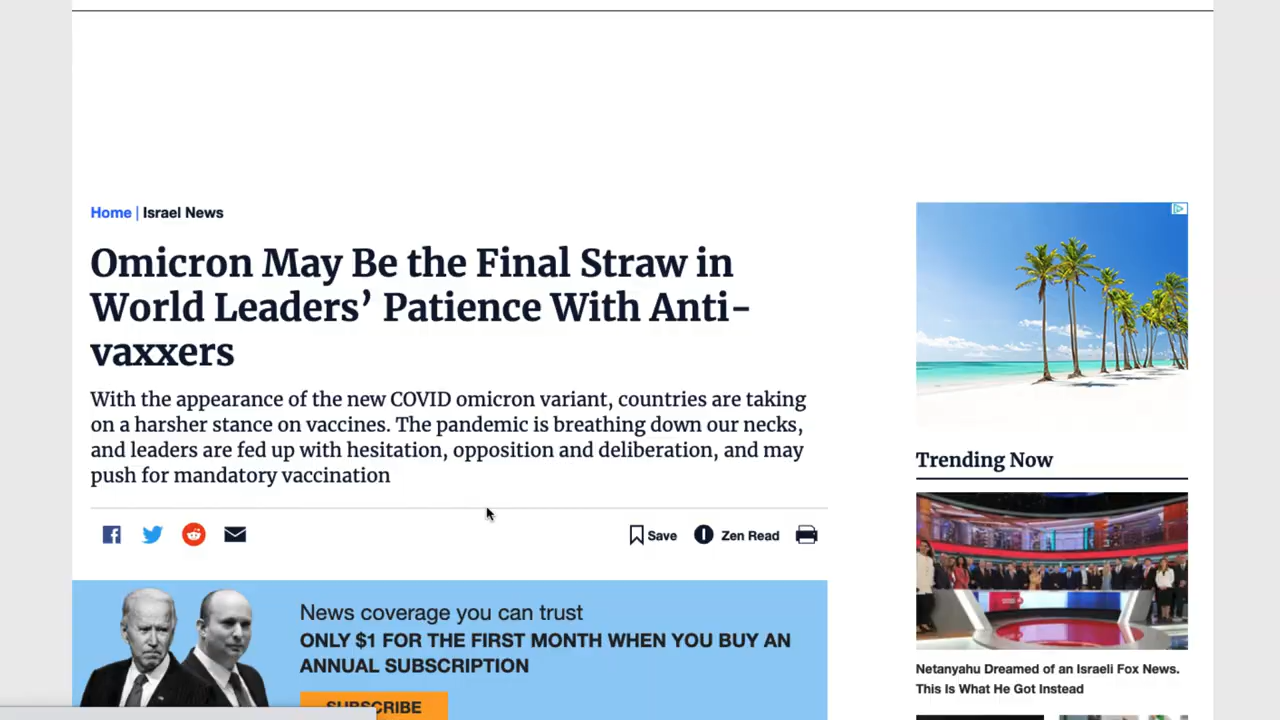 Home | Israel News
Omicron May Be the Final Straw in
World Leaders’ Patience With Anti-
vaxxers
With the appearance of the new COVID omicron variant, countries are taking
on a harsher stance on vaccines. The pandemic is breathing down our necks,
and leaders are fed up with hesitation, opposition and deliberation, and may
push for mandatory vaccination
Save
Zen Read
News coverage you can trust
ONLY $1 FOR THE FIRST MONTH WHEN YOU BUY AN
ANNUAL SUBSCRIPTION
SUBSCRIBE
Trending Now
Netanyahu Dreamed of an Israeli Fox News.
This Is What He Got Instead